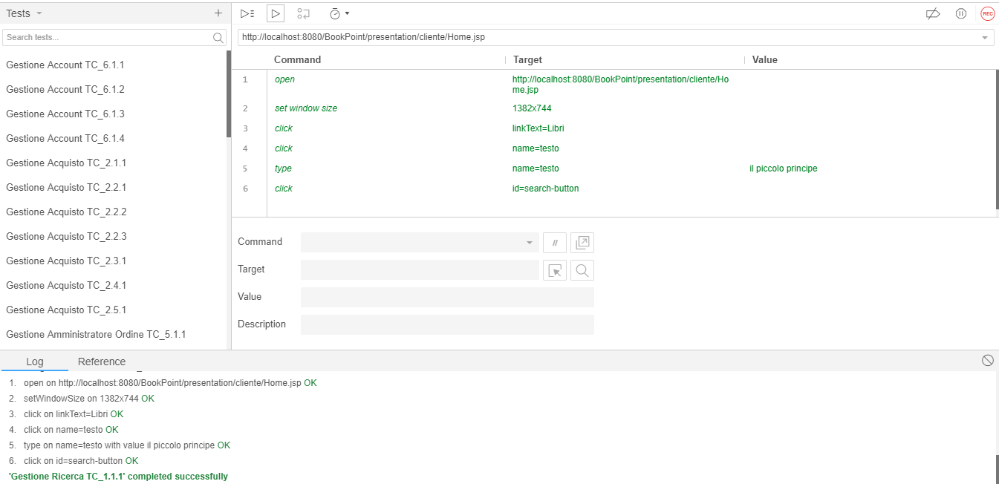 Tests
Search tests...
Gestione Account TC_6.1.1
Gestione Account TC_6.1.2
Gestione Account TC_6.1.3
Gestione Account TC_6.1.4
Gestione Acquisto TC_2.1.1
Gestione Acquisto TC_2.2.1
Gestione Acquisto TC_2.2.2
Gestione Acquisto TC_2.2.3
Gestione Acquisto TC_2.3.1
Gestione Acquisto TC_2.4.1
Gestione Acquisto TC_2.5.1
Gestione Amministratore Ordine TC_5.1.1
REC
http://localhost:8080/BookPoint/presentation/cliente/Home.jsp
Command Target Value
1 open http://localhost:8080/BookPoint/presentation/cliente/Ho
me.jsp
2 set window size 1382x744
3 click linkText=Libri
4 click name=testo
5 type name=testo il piccolo principe
6 click id=search-button
Command //
Target
Value
Description
Log Reference
1. open on http://localhost:8080/BookPoint/presentation/cliente/Home.jsp OK
2. setWindowSize on 1382x744 OK
3. click on linkText=Libri OK
4. click on name=testo OK
5. type on name=testo with value il piccolo principe OK
6. click on id=search-button OK
'Gestione Ricerca TC_1.1.1' completed successfully